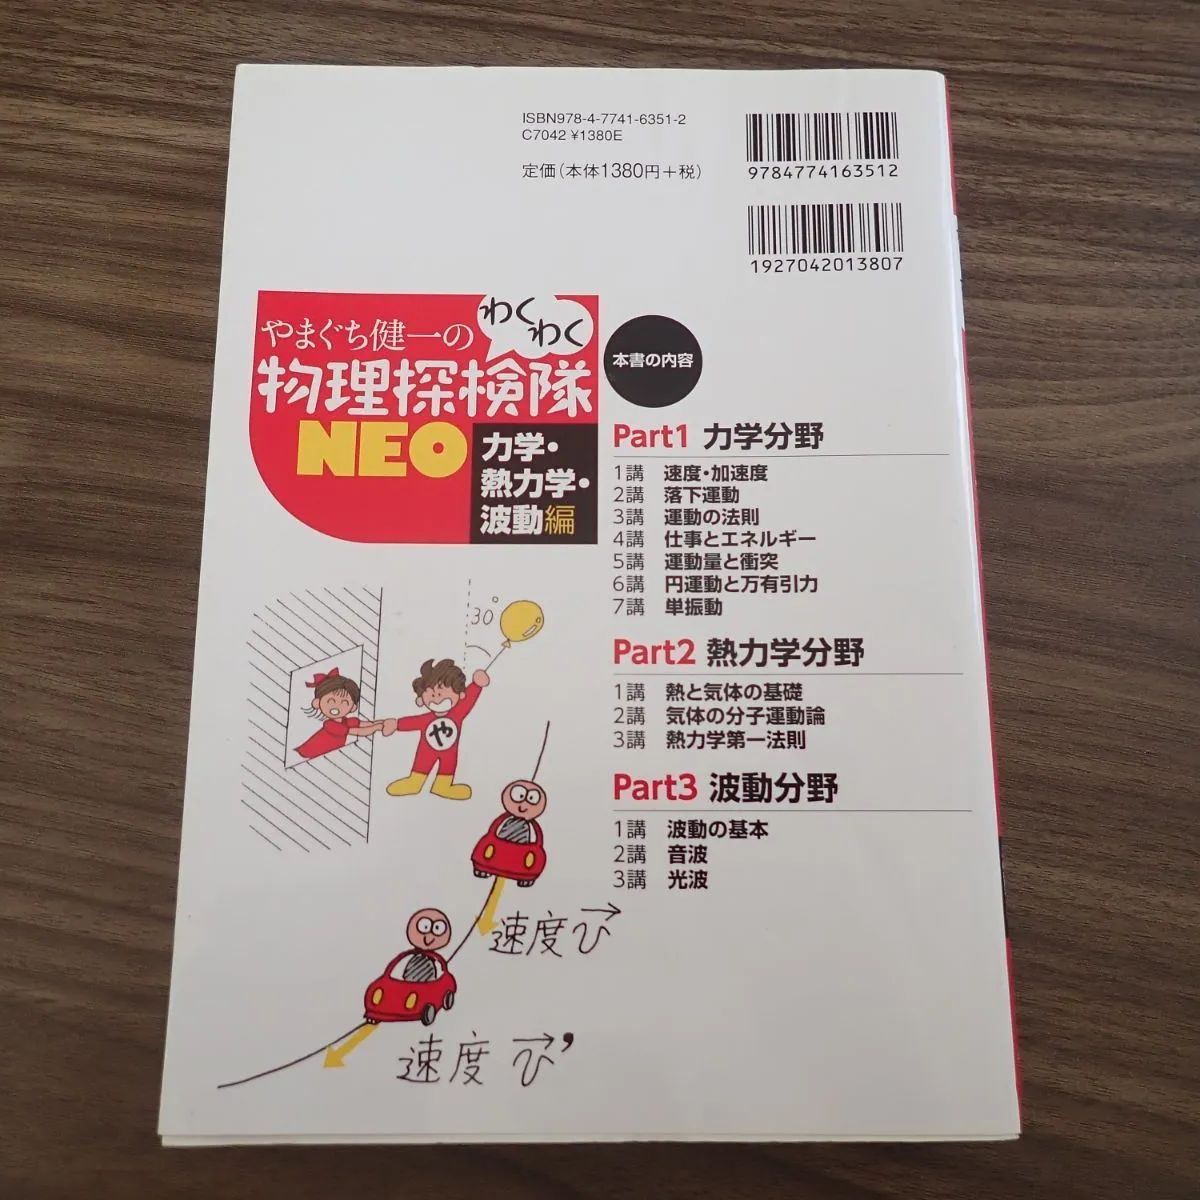 ISBN978-4-7741-6351-2
C7042 ¥1380E
定価(本体1380円+税)
9784774163512
1927042013807
やまぐち健一の
わくわく
物理探検隊
NEO
力学・
熱力学・
波動編
本書の内容
Part1 力学分野
1講 速度・加速度
2講 落下運動
3講 運動の法則
4講 仕事とエネルギー
5講 運動量と衝突
6講 円運動と万有引力
7講 単振動
Part2 熱力学分野
1講 熱と気体の基礎
2講 気体の分子運動論
3講 熱力学第一法則
Part3 波動分野
1講 波動の基本
2講 音波
3講 光波
30°
や
速度 v→
速度 v→'